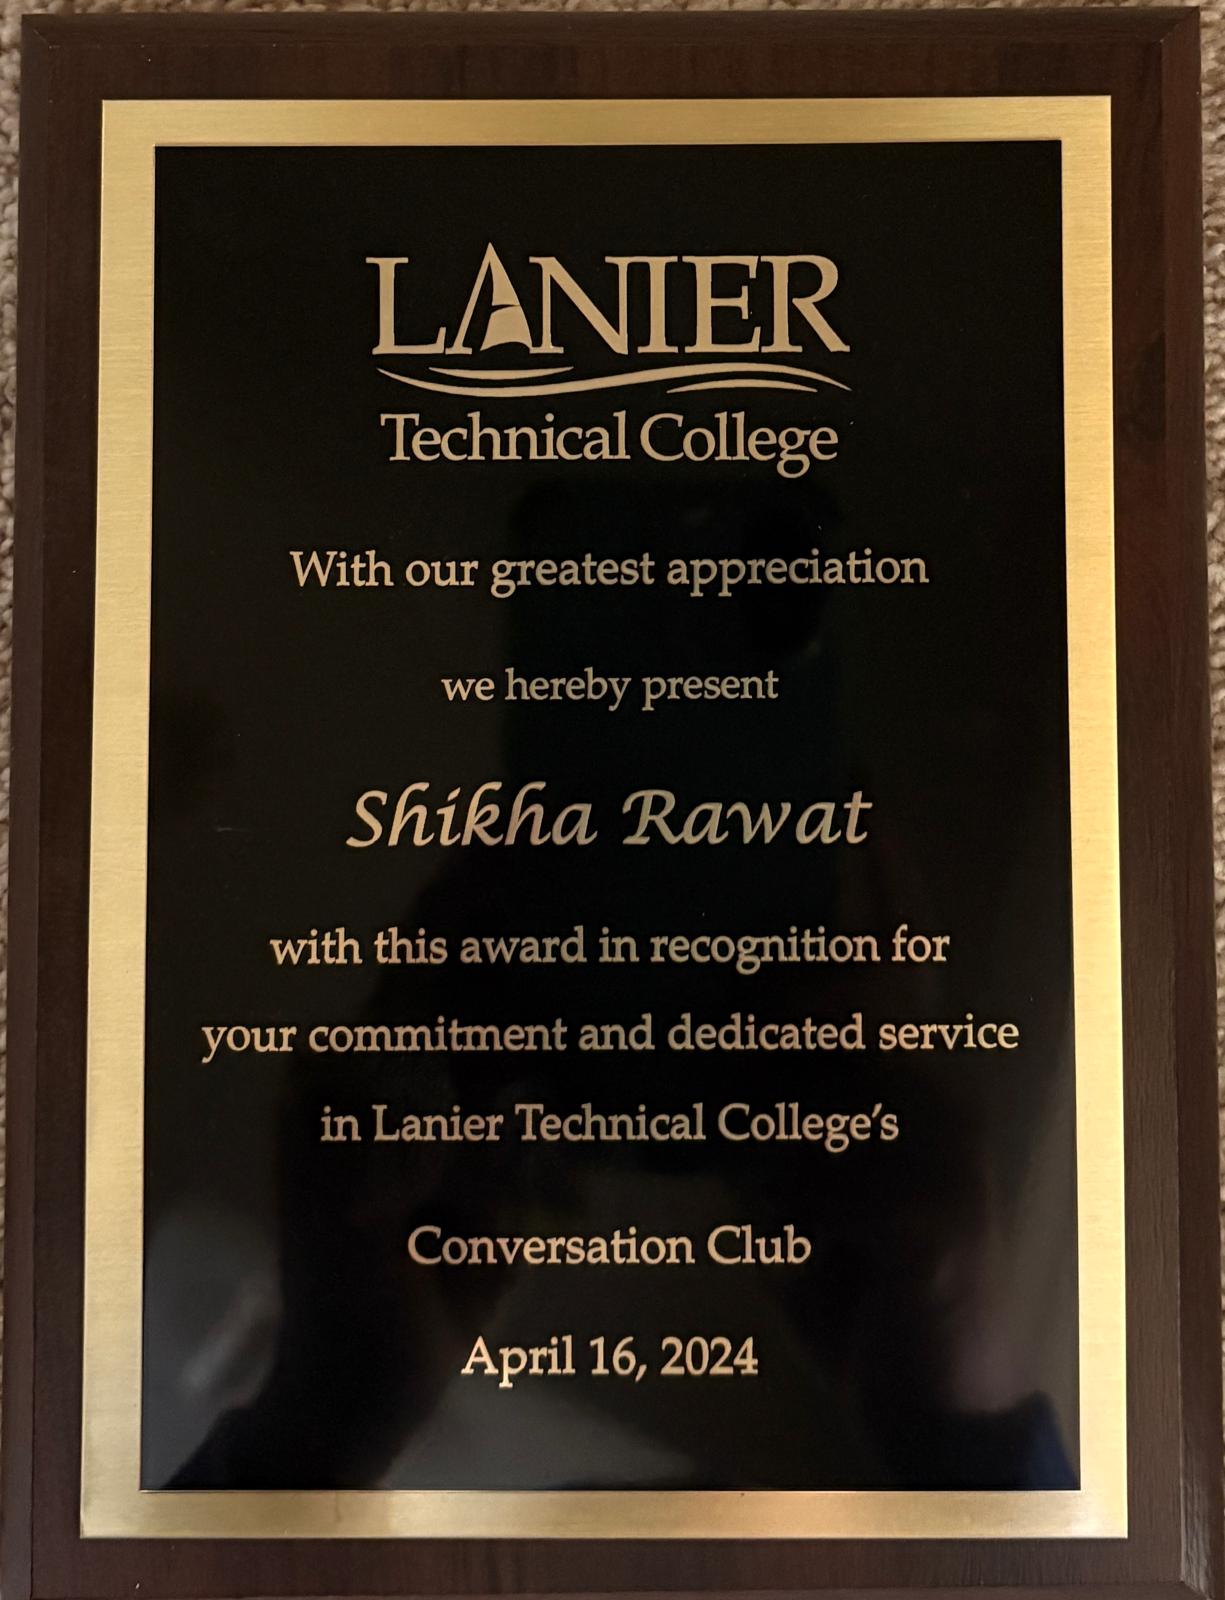 LANIER
Technical College
With our greatest appreciation
we hereby present
Shikha Rawat
with this award in recognition for
your commitment and dedicated service
in Lanier Technical College's
Conversation Club
April 16, 2024